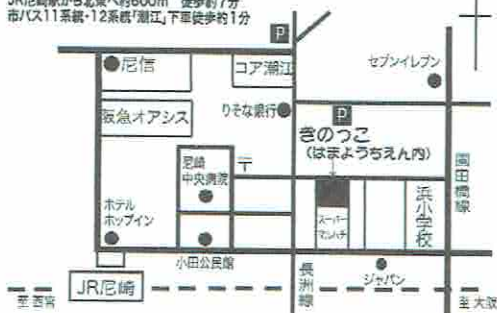 JR尼崎駅から北東へ約600m 徒歩約7分
市バス11系統・12系統「潮江」下車徒歩約1分
P
尼信
コア潮江
セブンイレブン
阪急オアシス
りそな銀行
P
きのっこ
(はまようちえん内)
尼崎
中央病院
〒
園田橋線
浜小学校
スーパー
マルハチ
ホテル
ホップイン
小田公民館
長洲線
ジャパン
JR尼崎
至 西宮
至 大阪